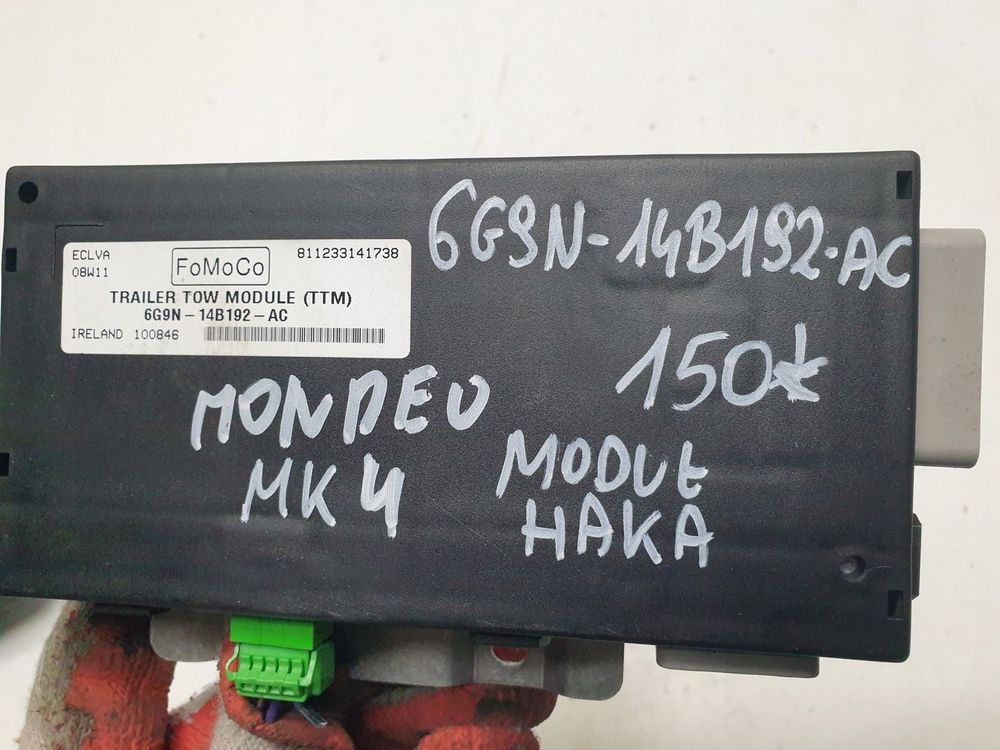 ECLVA
08W11
FoMoCo
811233141738
TRAILER TOW MODULE (TTM)
6G9N-14B192-AC
IRELAND 100846
6G9N-14B192-AC
150zł
MONDEO
MK4
MODUŁ
HAKA